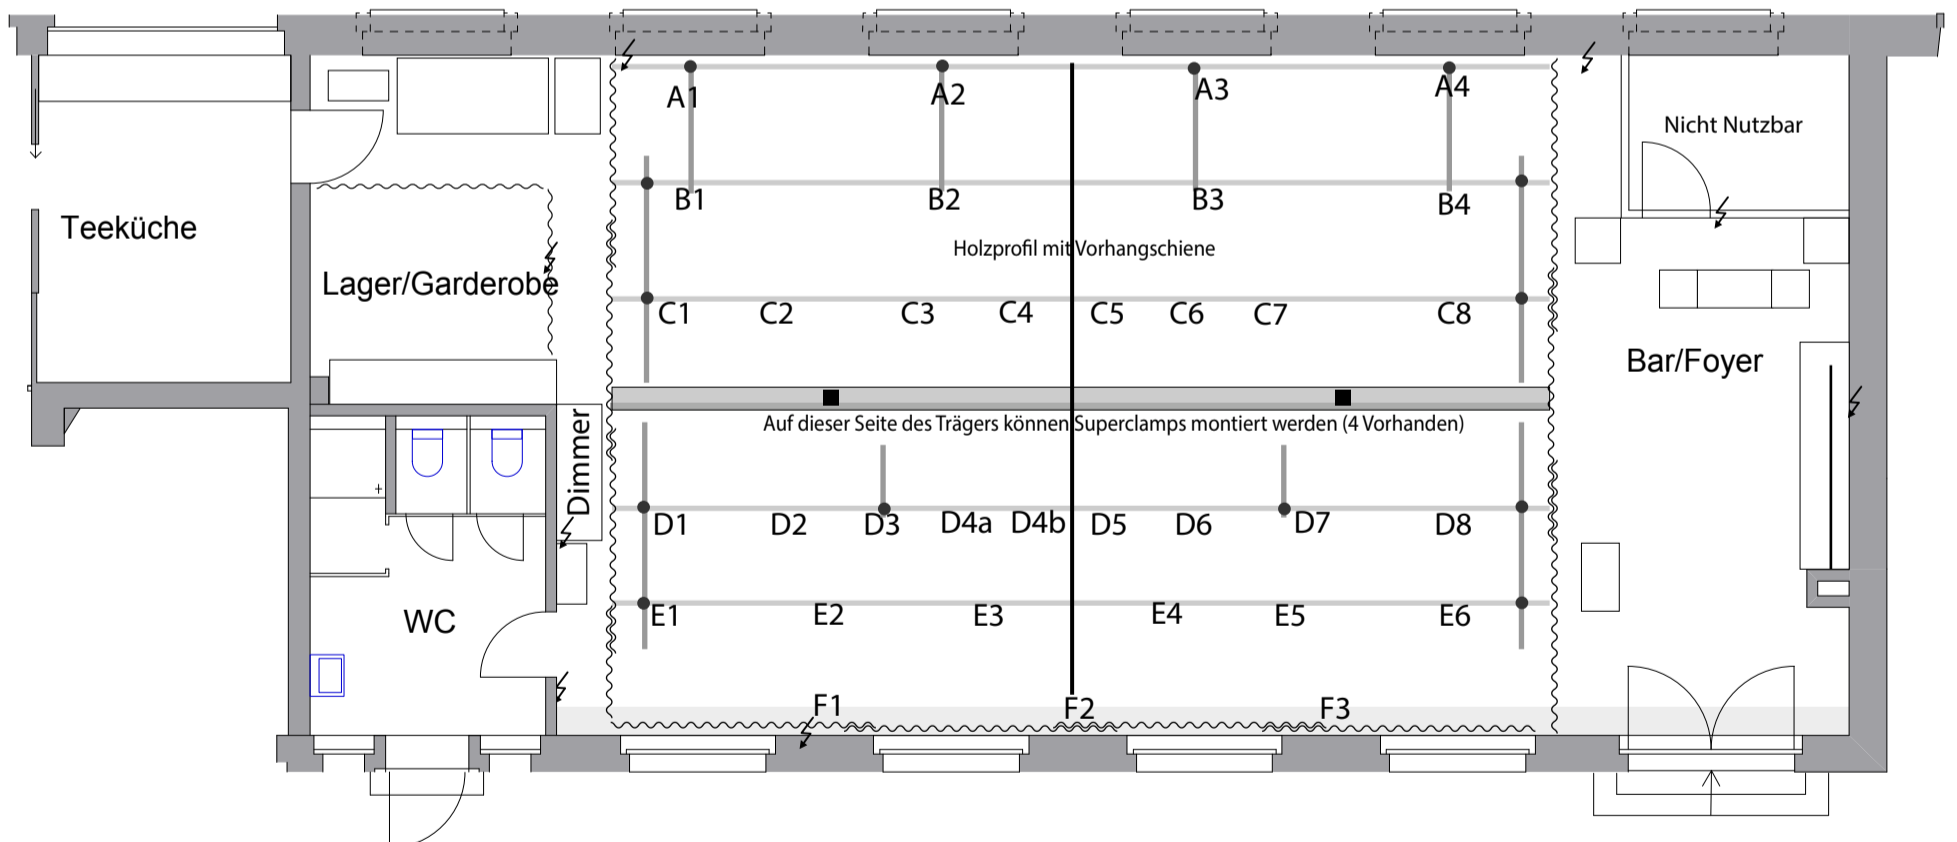 A1 A2 A3 A4
Nicht Nutzbar
B1 B2 B3 B4
Teeküche
Holzprofil mit Vorhangschiene
Lager/Garderobe
C1 C2 C3 C4 C5 C6 C7 C8
Bar/Foyer
Auf dieser Seite des Trägers können Superclamps montiert werden (4 Vorhanden)
Dimmer
D1 D2 D3 D4a D4b D5 D6 D7 D8
WC
E1 E2 E3 E4 E5 E6
F1 F2 F3